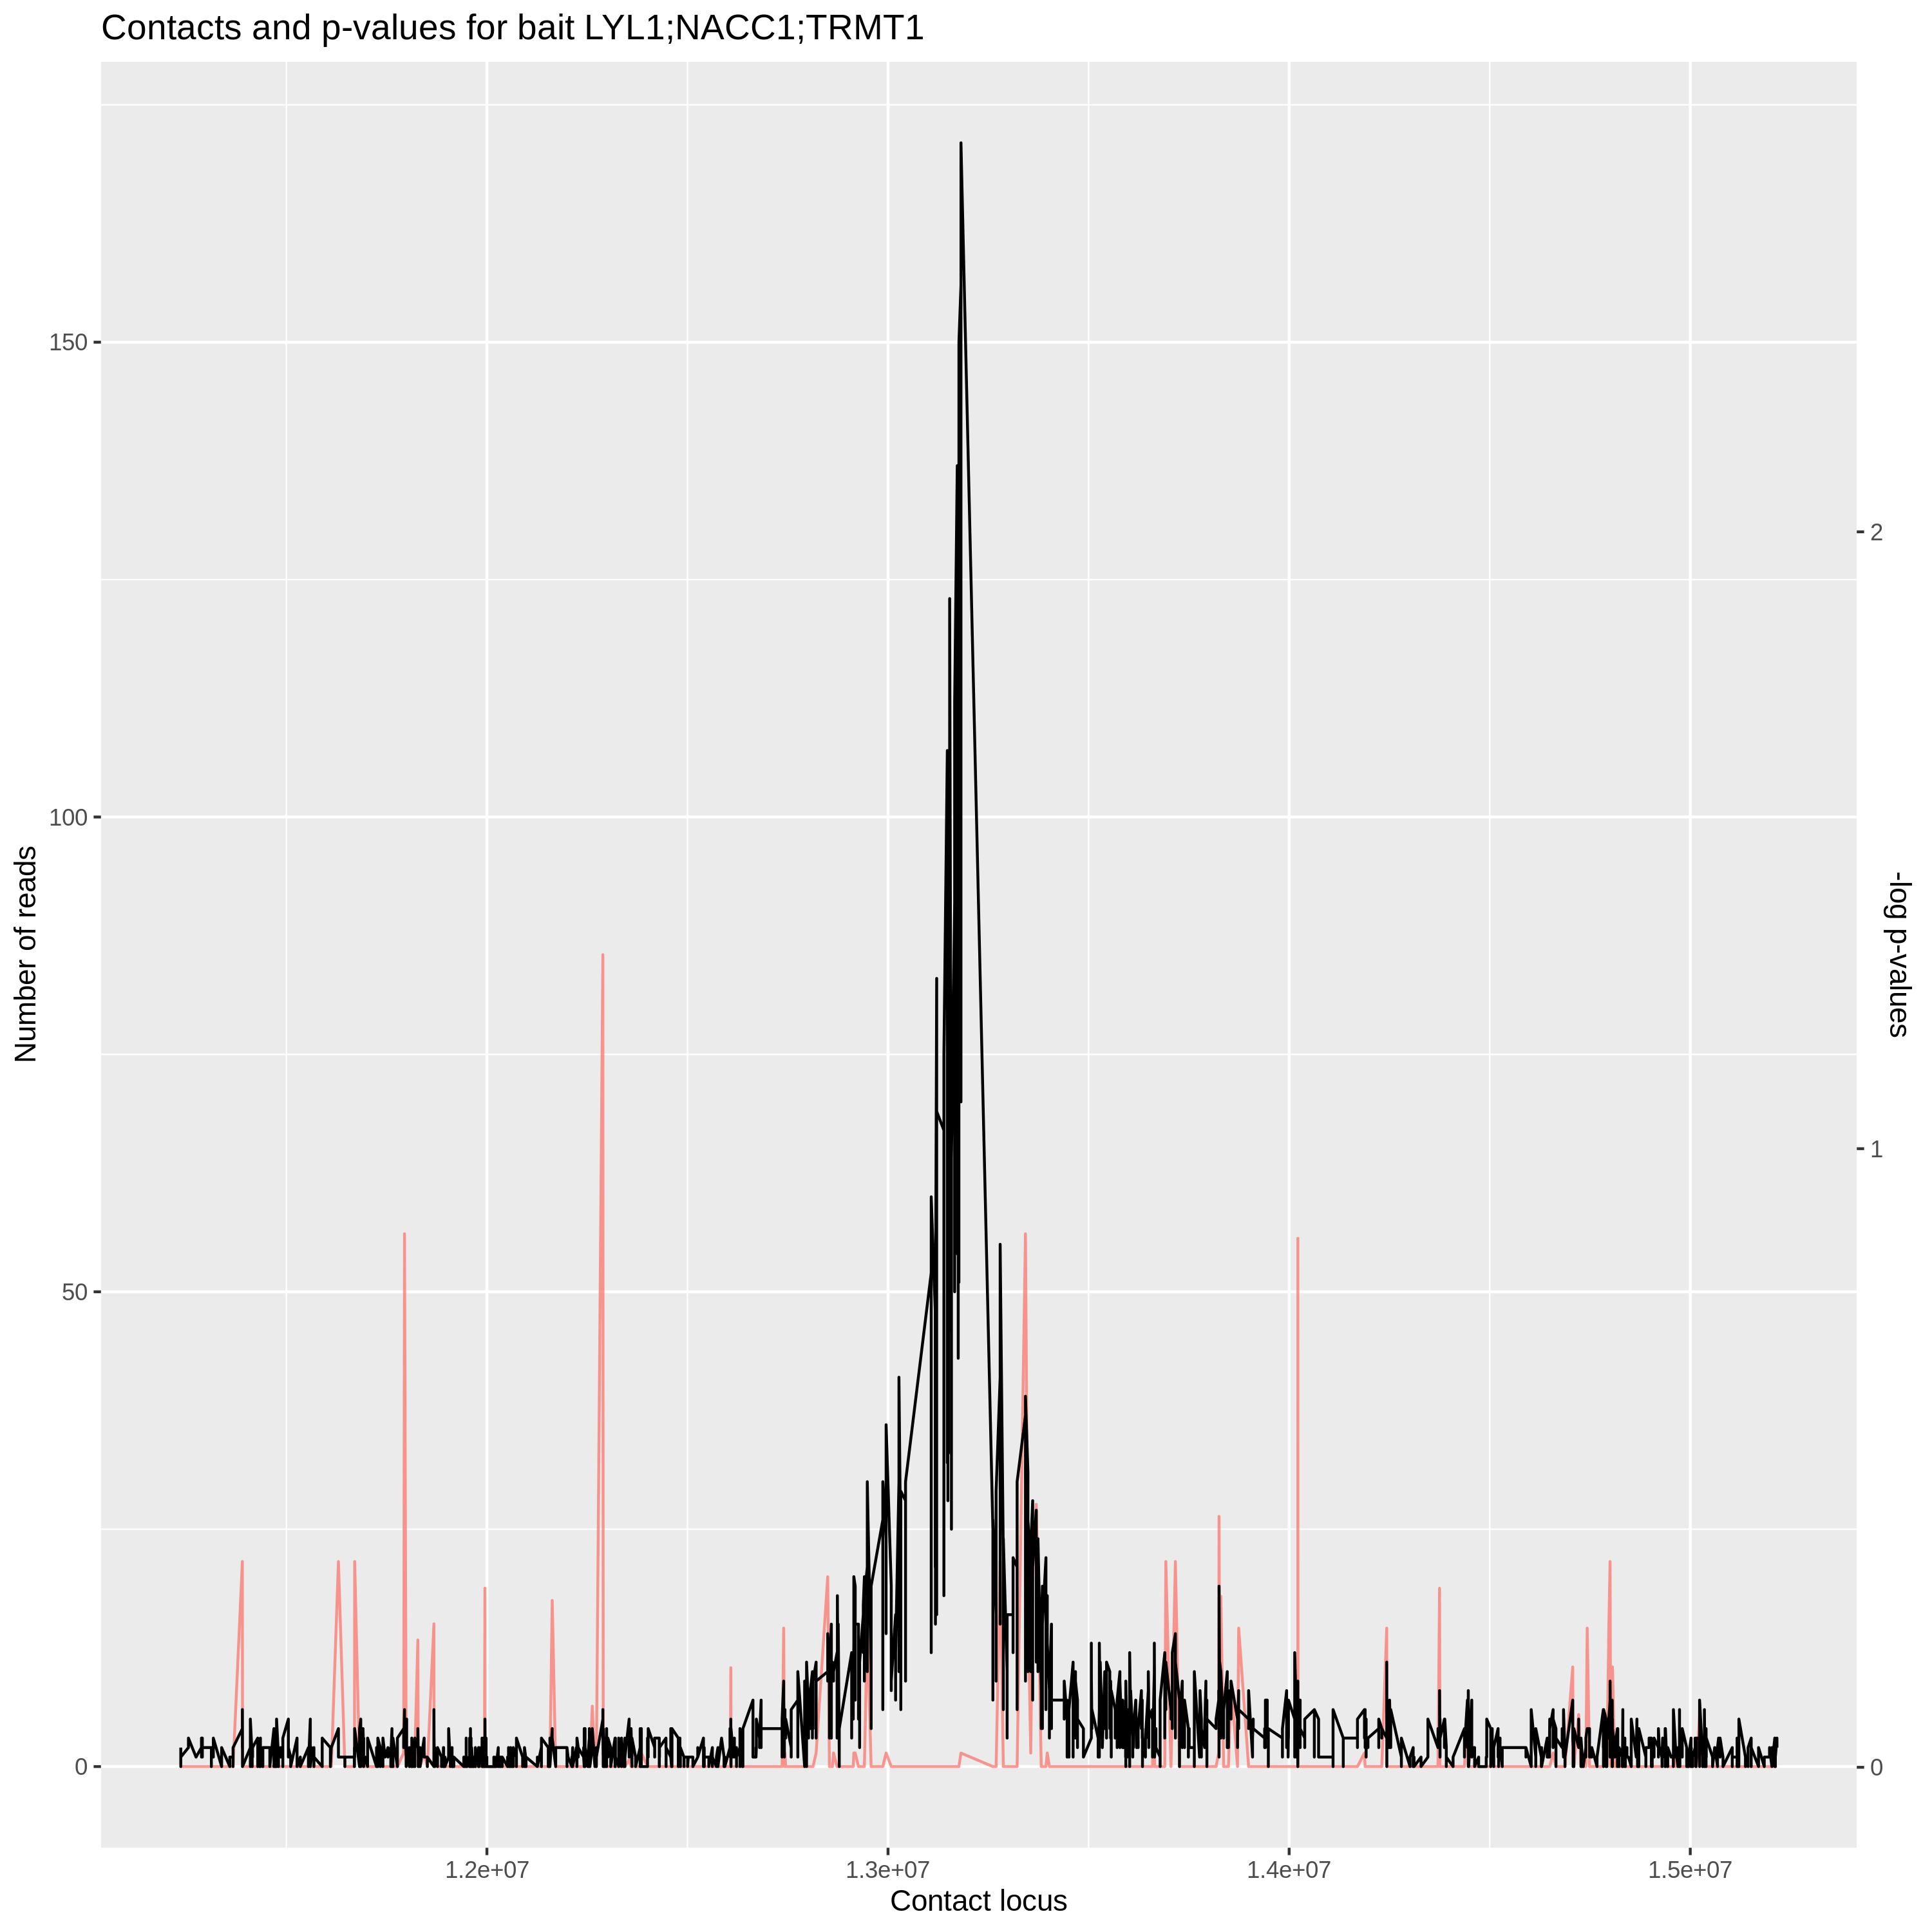 Contacts and p-values for bait LYL1;NACC1;TRMT1
Number of reads
150
100
50
0
2
1
0
-log p-values
1.2e+07 1.3e+07 1.4e+07 1.5e+07
Contact locus